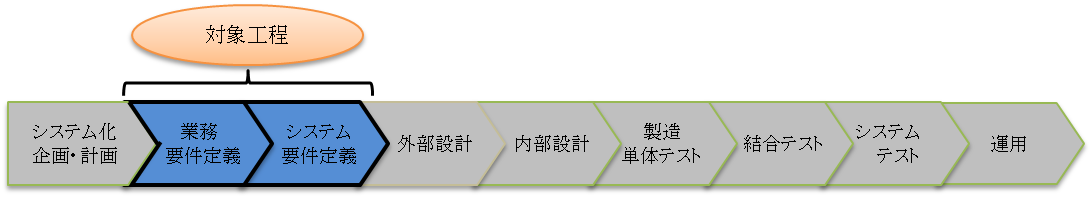 対象工程
システム化
企画・計画
業務
要件定義
システム
要件定義
外部設計
内部設計
製造
単体テスト
結合テスト
システム
テスト
運用